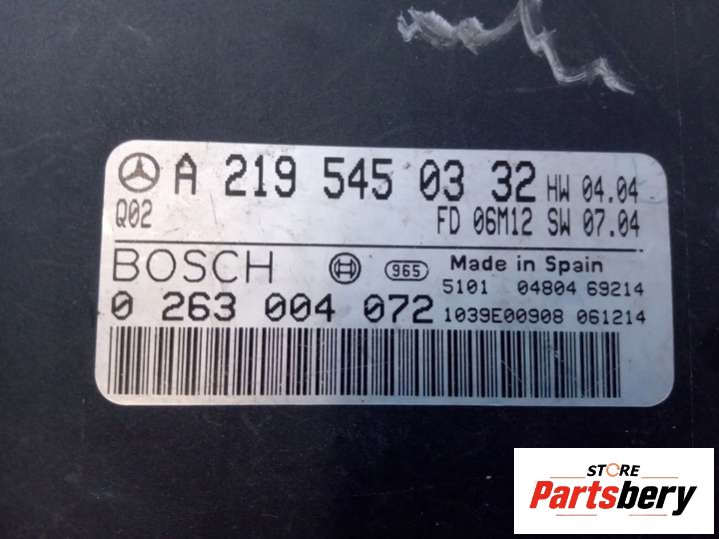 A 219 545 03 32 HW 04.04
Q02 FD 06M12 SW 07.04
BOSCH 965 Made in Spain
5101 04804 69214
0 263 004 072 1039E00908 061214
STORE
Partsbery